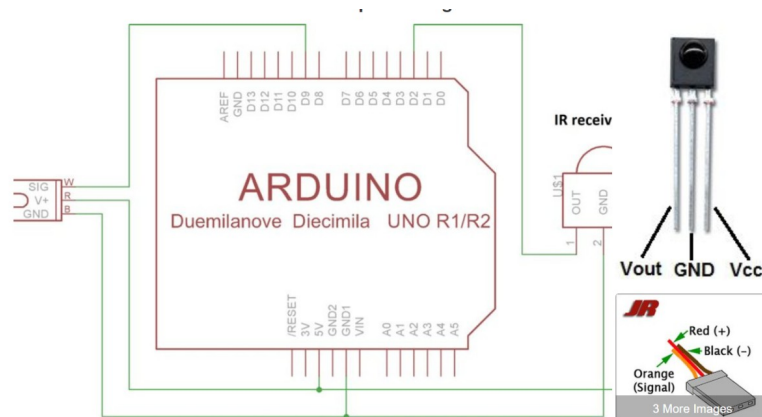 AREF
GND
D13
D12
D11
D10
D9
D8
D7
D6
D5
D4
D3
D2
D1
D0
IR receiv
SIG W
V+ R
GND B
ARDUINO
Duemilanove Diecimila UNO R1/R2
U$1
OUT
GND
1 2
Vout GND Vcc
/RESET
3V
5V
GND2
GND1
VIN
A0
A1
A2
A3
A4
A5
JR
Red (+)
Black (-)
Orange
(Signal)
3 More Images